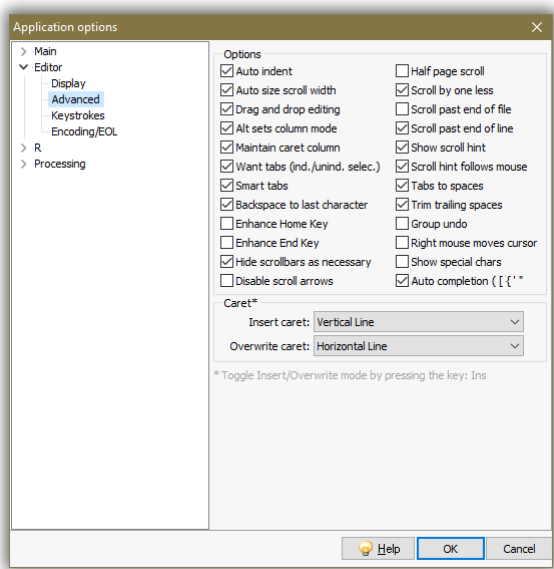 Application options
Main
Editor
Display
Advanced
Keystrokes
Encoding/EOL
R
Processing
Options
Auto indent
Auto size scroll width
Drag and drop editing
Alt sets column mode
Maintain caret column
Want tabs (ind./unind. selec.)
Smart tabs
Backspace to last character
Enhance Home Key
Enhance End Key
Hide scrollbars as necessary
Disable scroll arrows
Half page scroll
Scroll by one less
Scroll past end of file
Scroll past end of line
Show scroll hint
Scroll hint follows mouse
Tabs to spaces
Trim trailing spaces
Group undo
Right mouse moves cursor
Show special chars
Auto completion ( [ { ' "
Caret*
Insert caret: Vertical Line
Overwrite caret: Horizontal Line
* Toggle Insert/Overwrite mode by pressing the key: Ins
Help
OK
Cancel